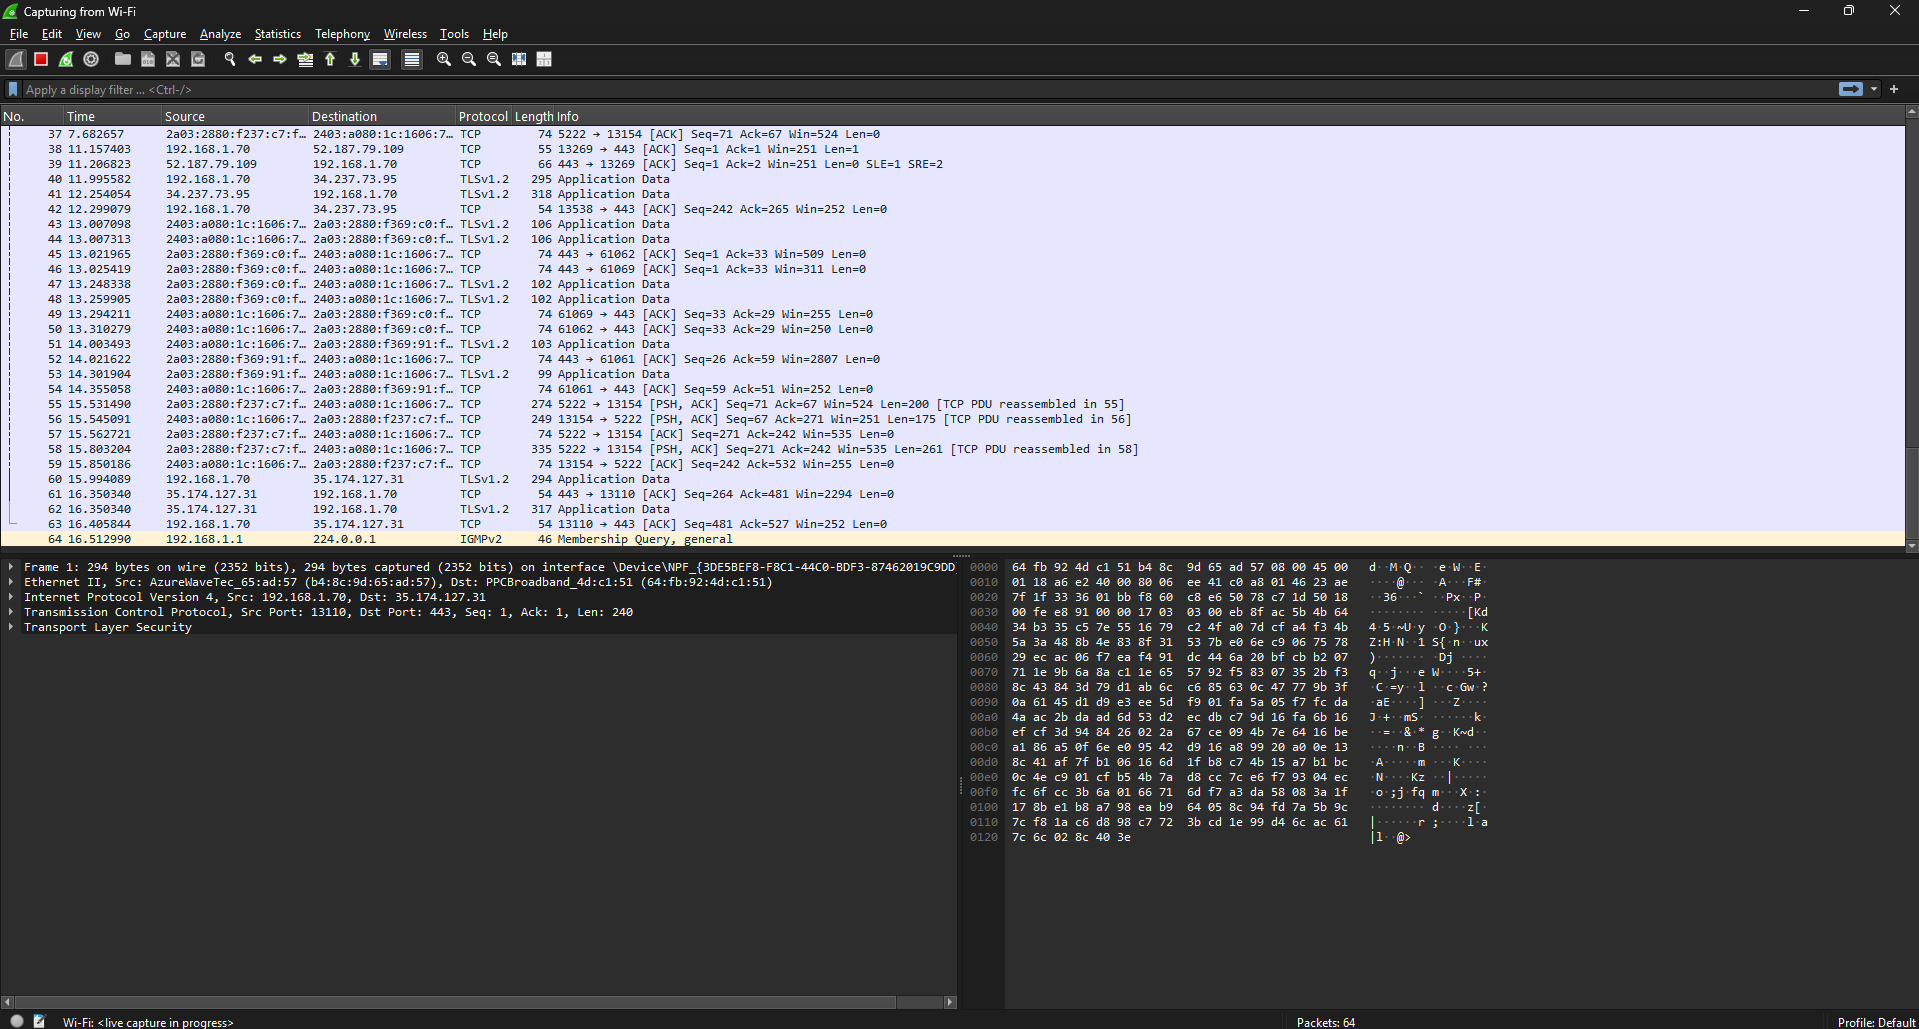 Capturing from Wi-Fi
File Edit View Go Capture Analyze Statistics Telephony Wireless Tools Help
Apply a display filter ... <Ctrl-/>
No. Time Source Destination Protocol Length Info
37 7.682657 2a03:2880:f237:c7:f… 2403:a080:1c:1606:7… TCP 74 5222 → 13154 [ACK] Seq=71 Ack=67 Win=524 Len=0
38 11.157403 192.168.1.70 52.187.79.109 TCP 55 13269 → 443 [ACK] Seq=1 Ack=1 Win=251 Len=1
39 11.206823 52.187.79.109 192.168.1.70 TCP 66 443 → 13269 [ACK] Seq=1 Ack=2 Win=251 Len=0 SLE=1 SRE=2
40 11.995582 192.168.1.70 34.237.73.95 TLSv1.2 295 Application Data
41 12.254054 34.237.73.95 192.168.1.70 TLSv1.2 318 Application Data
42 12.299079 192.168.1.70 34.237.73.95 TCP 54 13538 → 443 [ACK] Seq=242 Ack=265 Win=252 Len=0
43 13.007098 2403:a080:1c:1606:7… 2a03:2880:f369:c0:f… TLSv1.2 106 Application Data
44 13.007313 2403:a080:1c:1606:7… 2a03:2880:f369:c0:f… TLSv1.2 106 Application Data
45 13.021965 2a03:2880:f369:c0:f… 2403:a080:1c:1606:7… TCP 74 443 → 61062 [ACK] Seq=1 Ack=33 Win=509 Len=0
46 13.025419 2a03:2880:f369:c0:f… 2403:a080:1c:1606:7… TCP 74 443 → 61069 [ACK] Seq=1 Ack=33 Win=311 Len=0
47 13.248338 2a03:2880:f369:c0:f… 2403:a080:1c:1606:7… TLSv1.2 102 Application Data
48 13.259905 2a03:2880:f369:c0:f… 2403:a080:1c:1606:7… TLSv1.2 102 Application Data
49 13.294211 2403:a080:1c:1606:7… 2a03:2880:f369:c0:f… TCP 74 61069 → 443 [ACK] Seq=33 Ack=29 Win=255 Len=0
50 13.310279 2403:a080:1c:1606:7… 2a03:2880:f369:c0:f… TCP 74 61062 → 443 [ACK] Seq=33 Ack=29 Win=250 Len=0
51 14.003493 2403:a080:1c:1606:7… 2a03:2880:f369:91:f… TLSv1.2 103 Application Data
52 14.021622 2a03:2880:f369:91:f… 2403:a080:1c:1606:7… TCP 74 443 → 61061 [ACK] Seq=26 Ack=59 Win=2807 Len=0
53 14.301904 2a03:2880:f369:91:f… 2403:a080:1c:1606:7… TLSv1.2 99 Application Data
54 14.355058 2403:a080:1c:1606:7… 2a03:2880:f369:91:f… TCP 74 61061 → 443 [ACK] Seq=59 Ack=51 Win=252 Len=0
55 15.531490 2a03:2880:f237:c7:f… 2403:a080:1c:1606:7… TCP 274 5222 → 13154 [PSH, ACK] Seq=71 Ack=67 Win=524 Len=200 [TCP PDU reassembled in 55]
56 15.545091 2403:a080:1c:1606:7… 2a03:2880:f237:c7:f… TCP 249 13154 → 5222 [PSH, ACK] Seq=67 Ack=271 Win=251 Len=175 [TCP PDU reassembled in 56]
57 15.562721 2a03:2880:f237:c7:f… 2403:a080:1c:1606:7… TCP 74 5222 → 13154 [ACK] Seq=271 Ack=242 Win=535 Len=0
58 15.803204 2a03:2880:f237:c7:f… 2403:a080:1c:1606:7… TCP 335 5222 → 13154 [PSH, ACK] Seq=271 Ack=242 Win=535 Len=261 [TCP PDU reassembled in 58]
59 15.850186 2403:a080:1c:1606:7… 2a03:2880:f237:c7:f… TCP 74 13154 → 5222 [ACK] Seq=242 Ack=532 Win=255 Len=0
60 15.994089 192.168.1.70 35.174.127.31 TLSv1.2 294 Application Data
61 16.350340 35.174.127.31 192.168.1.70 TCP 54 443 → 13110 [ACK] Seq=264 Ack=481 Win=2294 Len=0
62 16.350340 35.174.127.31 192.168.1.70 TLSv1.2 317 Application Data
63 16.405844 192.168.1.70 35.174.127.31 TCP 54 13110 → 443 [ACK] Seq=481 Ack=527 Win=252 Len=0
64 16.512990 192.168.1.1 224.0.0.1 IGMPv2 46 Membership Query, general
Frame 1: 294 bytes on wire (2352 bits), 294 bytes captured (2352 bits) on interface \Device\NPF_{3DE5BEF8-F8C1-44C0-BDF3-87462019C9DD}
Ethernet II, Src: AzureWaveTec_65:ad:57 (b4:8c:9d:65:ad:57), Dst: PPCBroadband_4d:c1:51 (64:fb:92:4d:c1:51)
Internet Protocol Version 4, Src: 192.168.1.70, Dst: 35.174.127.31
Transmission Control Protocol, Src Port: 13110, Dst Port: 443, Seq: 1, Ack: 1, Len: 240
Transport Layer Security
0000 64 fb 92 4d c1 51 b4 8c 9d 65 ad 57 08 00 45 00 d··M·Q·· ·e·W··E·
0010 01 18 a6 e2 40 00 80 06 ee 41 c0 a8 01 46 23 ae ····@··· ·A···F#·
0020 7f 1f 33 36 01 bb f8 60 c8 e6 50 78 c7 1d 50 18 ··36···` ··Px··P·
0030 00 fe e8 91 00 00 17 03 03 00 eb 8f ac 5b 4b 64 ········ ·····[Kd
0040 34 b3 35 c5 7e 55 16 79 c2 4f a0 7d cf a4 f3 4b 4·5·~U·y ·O·}···K
0050 5a 3a 48 8b 4e 83 8f 31 53 7b e0 6e c9 06 75 78 Z:H·N··1 S{·n··ux
0060 29 ec ac 06 f7 ea f4 91 dc 44 6a 20 bf cb b2 07 )······· ·Dj ····
0070 71 1e 9b 6a 8a c1 1e 65 57 92 f5 83 07 35 2b f3 q··j···e W····5+·
0080 8c 43 84 3d 79 d1 ab 6c c6 85 63 0c 47 77 9b 3f ·C·=y··l ··c·Gw·?
0090 0a 61 45 d1 d9 e3 ee 5d f9 01 fa 5a 05 f7 fc da ·aE····] ···Z····
00a0 4a ac 2b da ad 6d 53 d2 ec db c7 9d 16 fa 6b 16 J·+··mS· ······k·
00b0 ef cf 3d 94 84 26 02 2a 67 ce 09 4b 7e 64 16 be ··=··&·* g··K~d··
00c0 a1 86 a5 0f 6e e0 95 42 d9 16 a8 99 20 a0 0e 13 ····n··B ···· ···
00d0 8c 41 af 7f b1 06 16 6d 1f b8 c7 4b 15 a7 b1 bc ·A·····m ···K····
00e0 0c 4e c9 01 cf b5 4b 7a d8 cc 7c e6 f7 93 04 ec ·N····Kz ··|·····
00f0 fc 6f cc 3b 6a 01 66 71 6d f7 a3 da 58 08 3a 1f ·o·;j·fq m···X·:·
0100 17 8b e1 b8 a7 98 ea b9 64 05 8c 94 fd 7a 5b 9c ········ d····z[·
0110 7c f8 1a c6 d8 98 c7 72 3b cd 1e 99 d4 6c ac 61 |······r ;····l·a
0120 7c 6c 02 8c 40 3e |l··@>
Wi-Fi: <live capture in progress> Packets: 64 Profile: Default